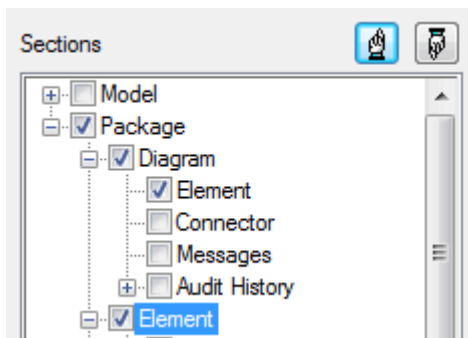 Sections
Model
Package
Diagram
Element
Connector
Messages
Audit History
Element